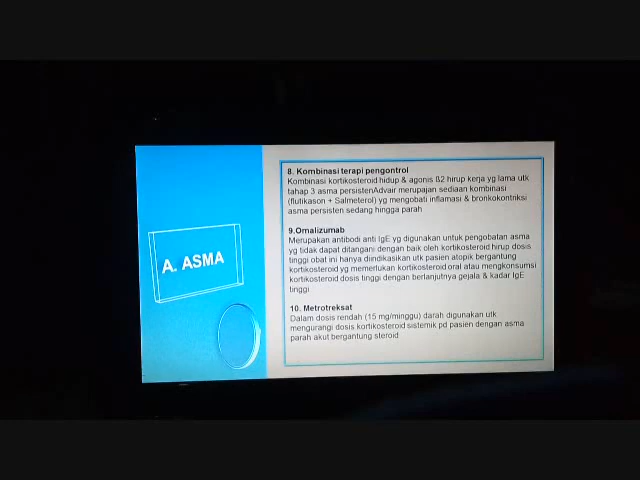 A. ASMA
8. Kombinasi terapi pengontrol
Kombinasi kortikosteroid hidup & agonis ß2 hirup kerja yg lama utk
tahap 3 asma persistenAdvair merupajan sediaan kombinasi
(flutikason + Salmeterol) yg mengobati inflamasi & bronkokontriksi
asma persisten sedang hingga parah
9.Omalizumab
Merupakan antibodi anti IgE yg digunakan untuk pengobatan asma
yg tidak dapat ditangani dengan baik oleh kortikosteroid hirup dosis
tinggi obat ini hanya diindikasikan utk pasien atopik bergantung
kortikosteroid yg memerlukan kortikosteroid oral atau mengkonsumsi
kortikosteroid dosis tinggi dengan berlanjutnya gejala & kadar IgE
tinggi
10. Metrotreksat
Dalam dosis rendah (15 mg/minggu) darah digunakan utk
mengurangi dosis kortikosteroid sistemik pd pasien dengan asma
parah akut bergantung steroid